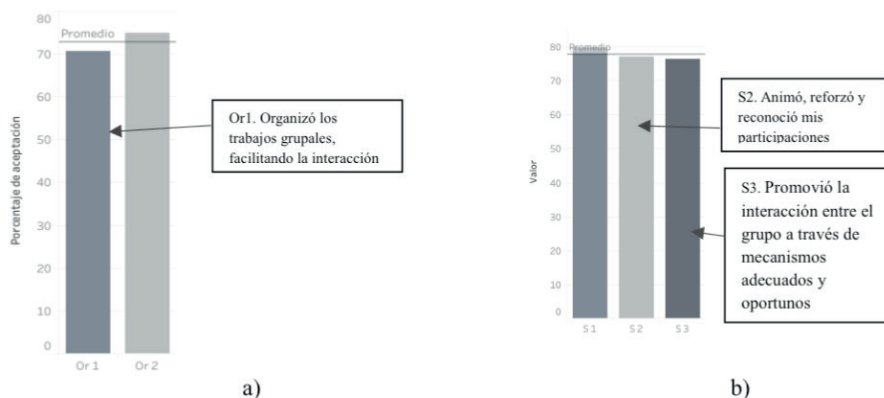 80
Promedio
70
60
50
40
30
20
10
0
Porcentaje de aceptación
Or 1
Or 2
Or1. Organizó los
trabajos grupales,
facilitando la interacción
a)
80
Promedio
70
60
50
40
30
20
10
0
Valor
S 1
S 2
S 3
S2. Animó, reforzó y
reconoció mis
participaciones
S3. Promovió la
interacción entre el
grupo a través de
mecanismos
adecuados y
oportunos
b)